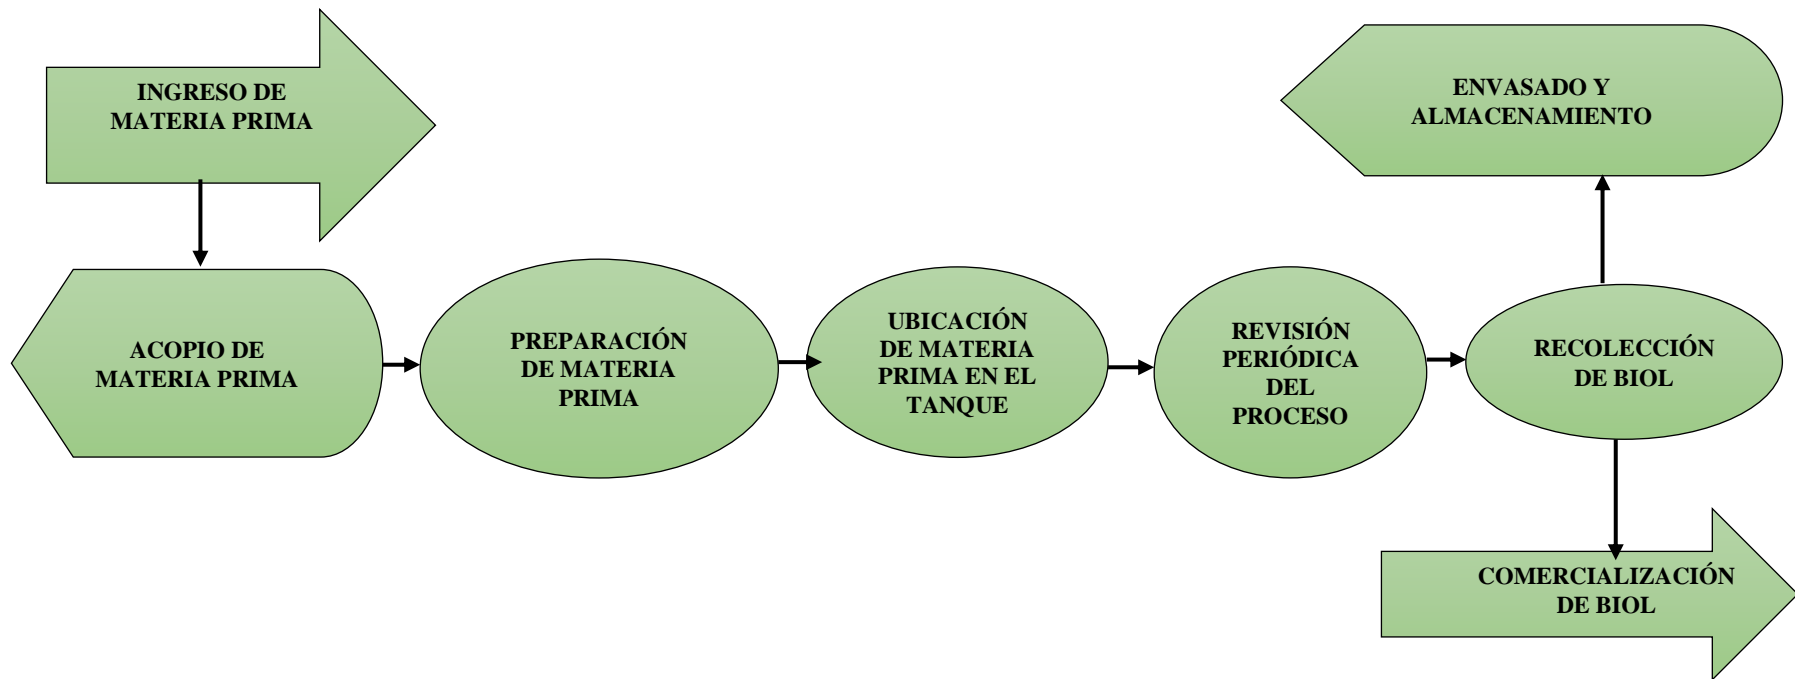 INGRESO DE
MATERIA PRIMA
ACOPIO DE
MATERIA PRIMA
PREPARACIÓN
DE MATERIA
PRIMA
UBICACIÓN
DE MATERIA
PRIMA EN EL
TANQUE
REVISIÓN
PERIÓDICA
DEL
PROCESO
RECOLECCIÓN
DE BIOL
ENVASADO Y
ALMACENAMIENTO
COMERCIALIZACIÓN
DE BIOL